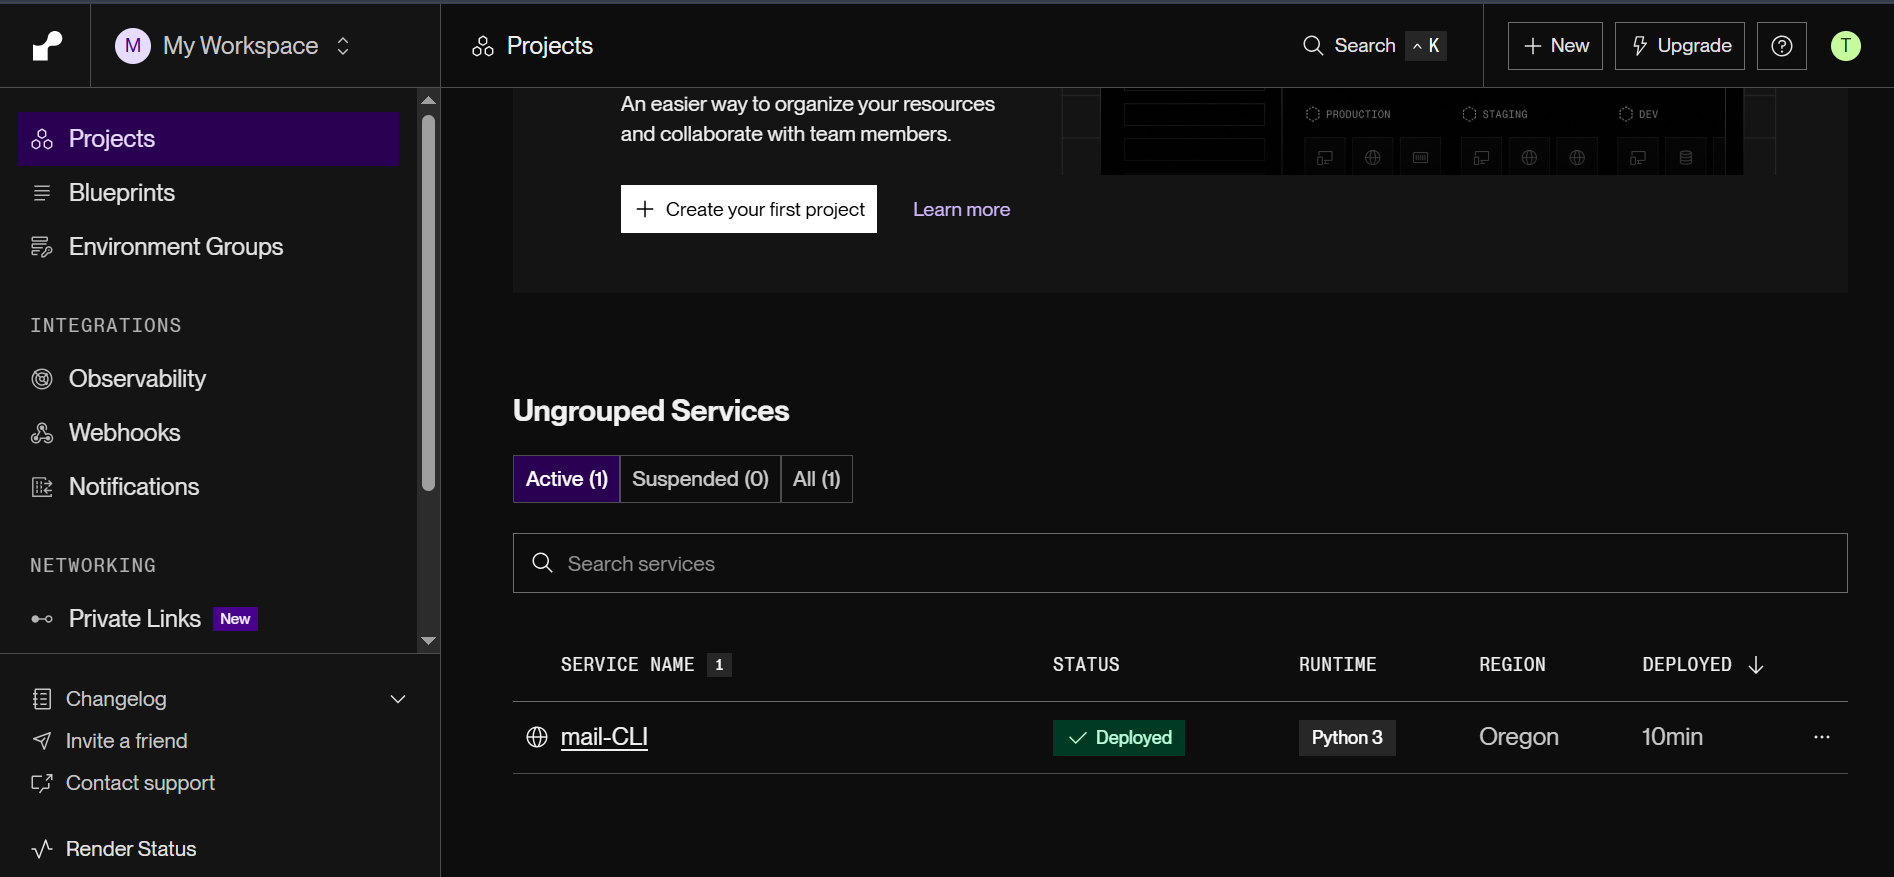 M My Workspace
Projects
Search ^ K
+ New
Upgrade
T
Projects
Blueprints
Environment Groups
INTEGRATIONS
Observability
Webhooks
Notifications
NETWORKING
Private Links New
Changelog
Invite a friend
Contact support
Render Status
An easier way to organize your resources
and collaborate with team members.
+ Create your first project
Learn more
PRODUCTION
STAGING
DEV
Ungrouped Services
Active (1)
Suspended (0)
All (1)
Search services
SERVICE NAME 1 STATUS RUNTIME REGION DEPLOYED ↓
mail-CLI Deployed Python 3 Oregon 10min ...